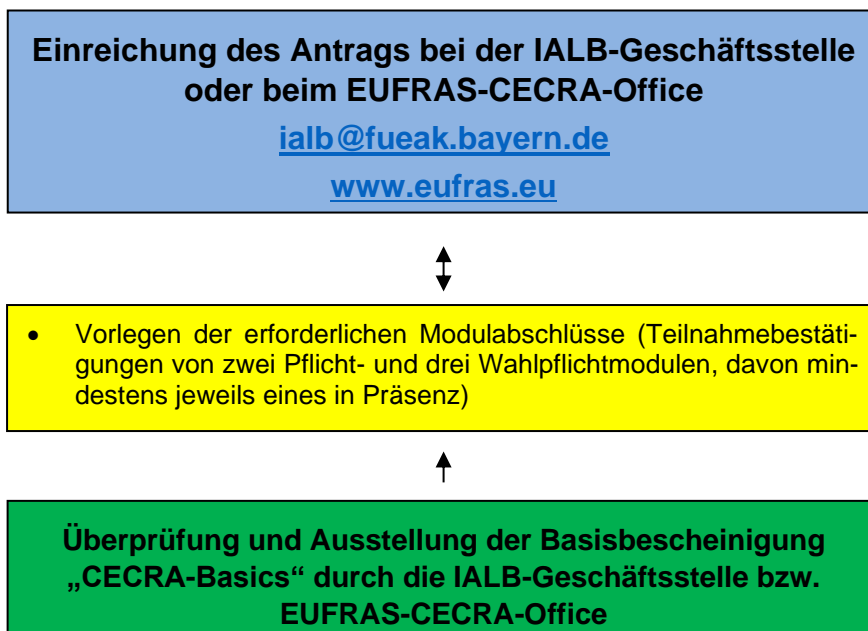 Einreichung des Antrags bei der IALB-Geschäftsstelle
oder beim EUFRAS-CECRA-Office
ialb@fueak.bayern.de
www.eufras.eu
• Vorlegen der erforderlichen Modulabschlüsse (Teilnahmebestäti-
gungen von zwei Pflicht- und drei Wahlpflichtmodulen, davon min-
destens jeweils eines in Präsenz)
Überprüfung und Ausstellung der Basisbescheinigung
„CECRA-Basics“ durch die IALB-Geschäftsstelle bzw.
EUFRAS-CECRA-Office